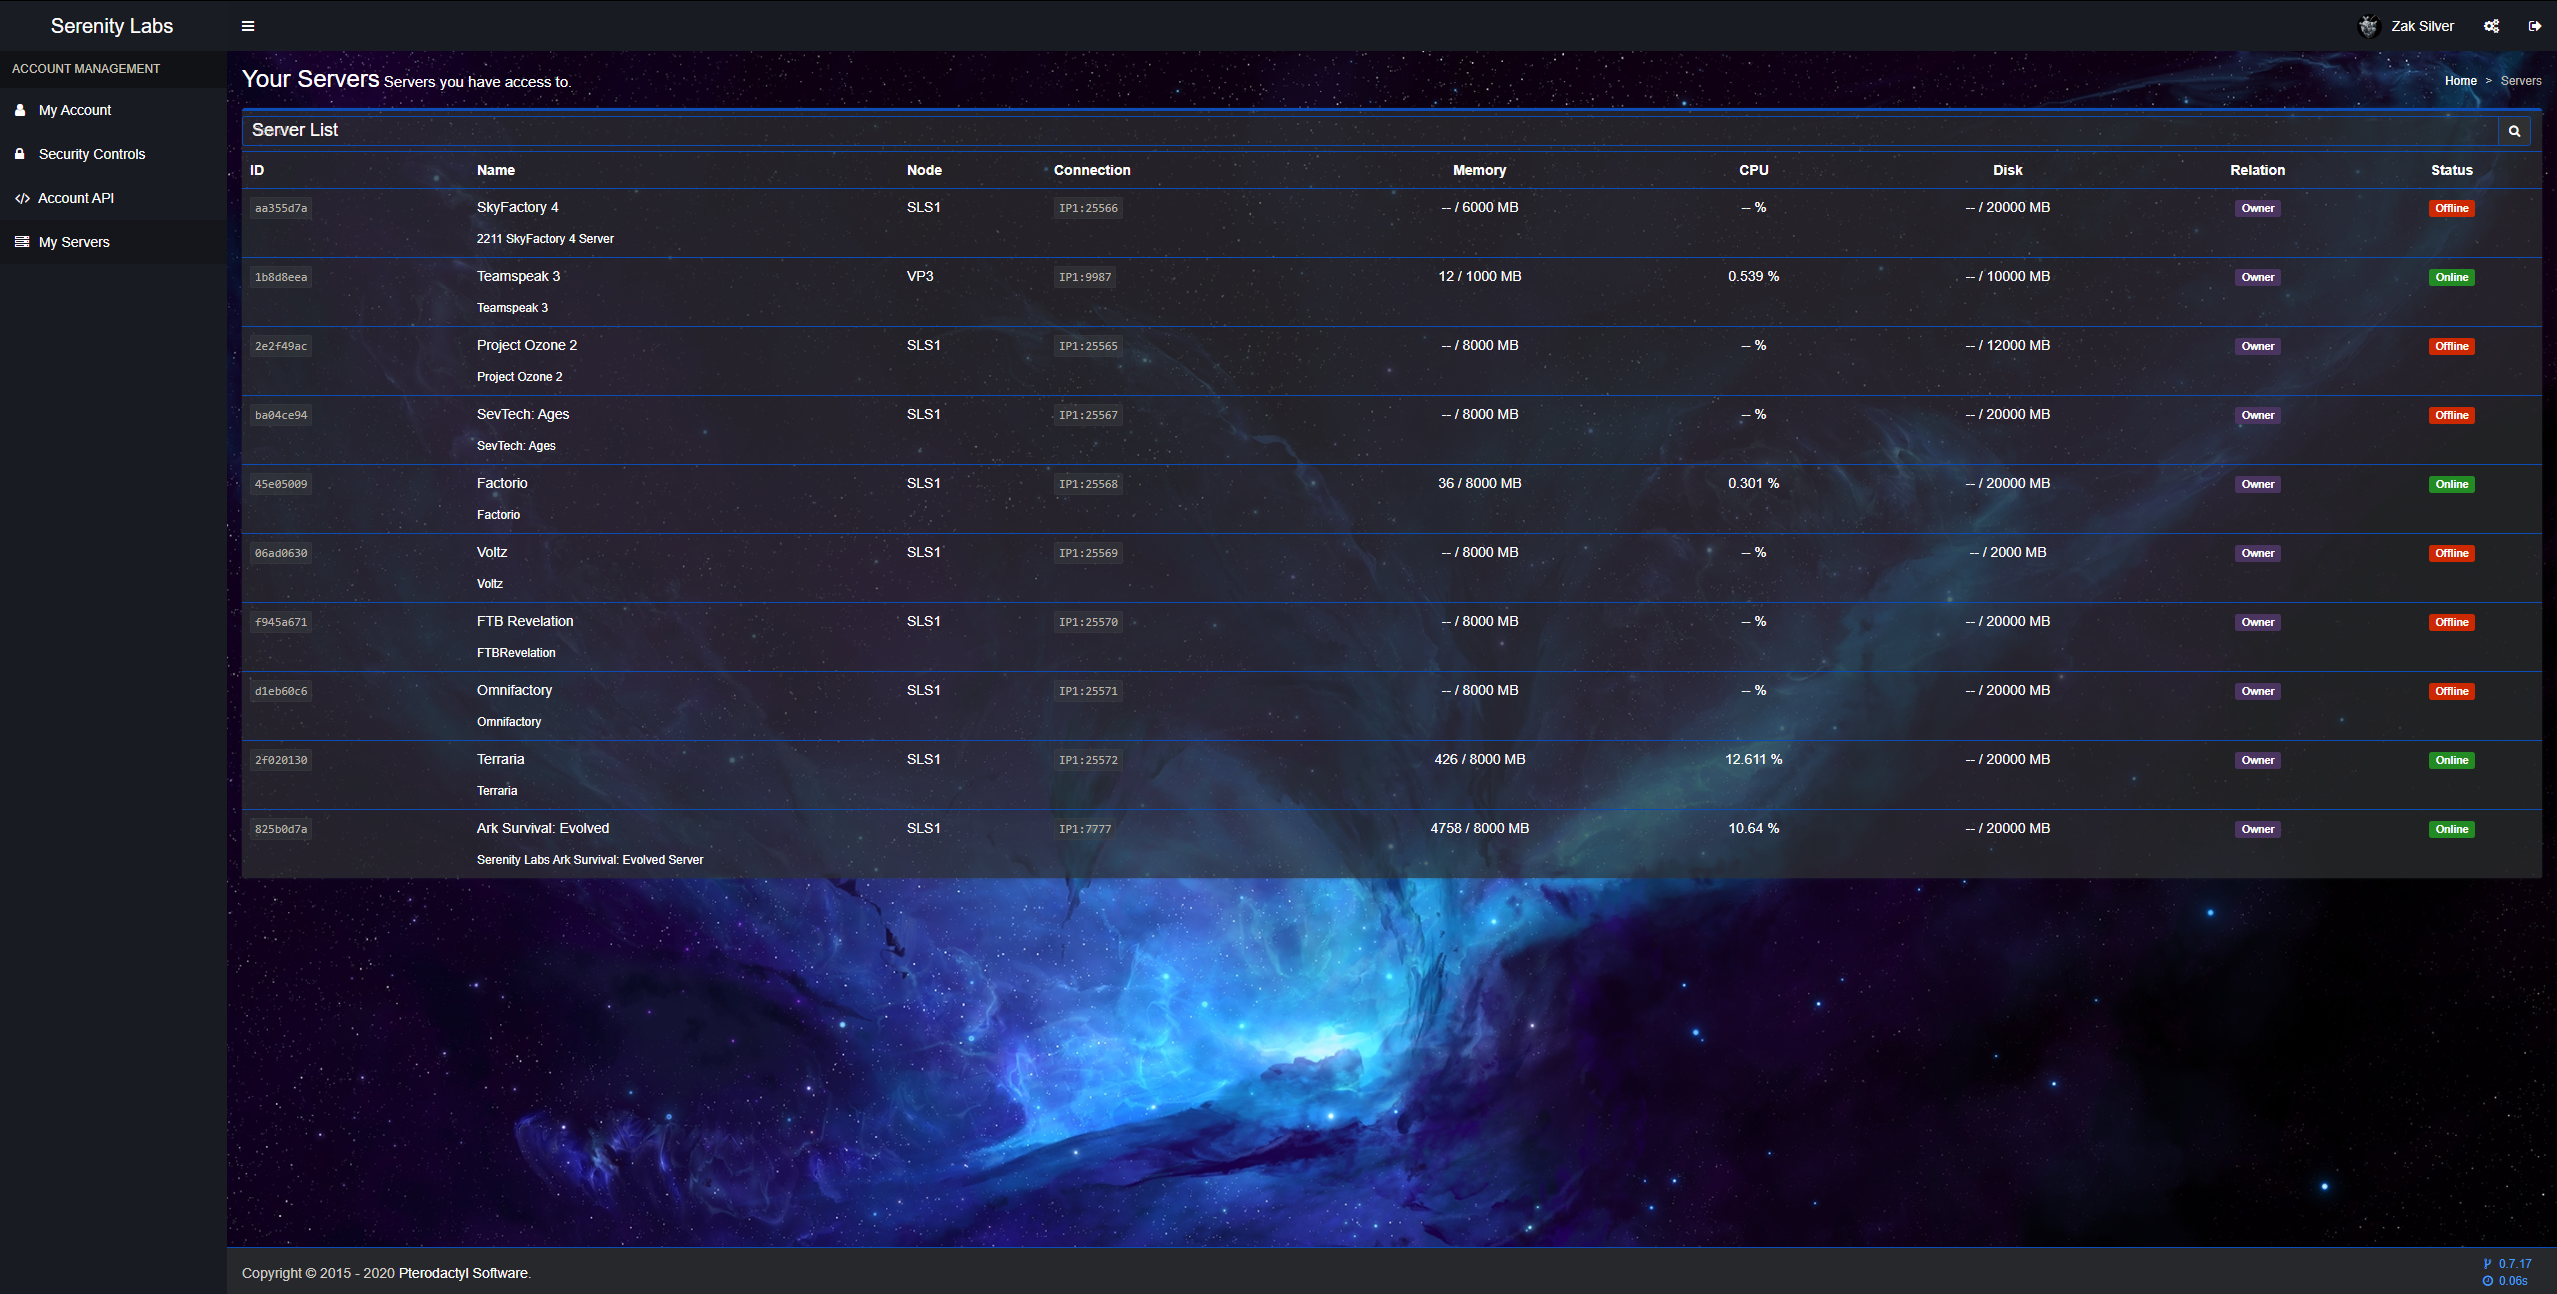 Serenity Labs
Zak Silver
ACCOUNT MANAGEMENT
My Account
Security Controls
Account API
My Servers
Your Servers Servers you have access to.
Home > Servers
Server List
ID Name Node Connection Memory CPU Disk Relation Status
aa355d7a SkyFactory 4 SLS1 IP1:25566 -- / 6000 MB -- % -- / 20000 MB Owner Offline
2211 SkyFactory 4 Server
1b8d8eea Teamspeak 3 VP3 IP1:9987 12 / 1000 MB 0.539 % -- / 10000 MB Owner Online
Teamspeak 3
2e2f49ac Project Ozone 2 SLS1 IP1:25565 -- / 8000 MB -- % -- / 12000 MB Owner Offline
Project Ozone 2
ba04ce94 SevTech: Ages SLS1 IP1:25567 -- / 8000 MB -- % -- / 20000 MB Owner Offline
SevTech: Ages
45e05009 Factorio SLS1 IP1:25568 36 / 8000 MB 0.301 % -- / 20000 MB Owner Online
Factorio
06ad0630 Voltz SLS1 IP1:25569 -- / 8000 MB -- % -- / 2000 MB Owner Offline
Voltz
f945a671 FTB Revelation SLS1 IP1:25570 -- / 8000 MB -- % -- / 20000 MB Owner Offline
FTBRevelation
d1eb60c6 Omnifactory SLS1 IP1:25571 -- / 8000 MB -- % -- / 20000 MB Owner Offline
Omnifactory
2f020130 Terraria SLS1 IP1:25572 426 / 8000 MB 12.611 % -- / 20000 MB Owner Online
Terraria
825b0d7a Ark Survival: Evolved SLS1 IP1:7777 4758 / 8000 MB 10.64 % -- / 20000 MB Owner Online
Serenity Labs Ark Survival: Evolved Server
Copyright © 2015 - 2020 Pterodactyl Software.
0.7.17
0.06s